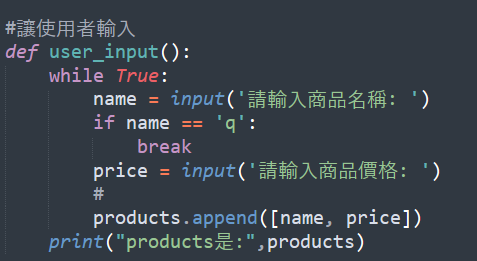 #讓使用者輸入
def user_input():
    while True:
        name = input('請輸入商品名稱: ')
        if name == 'q':
            break
        price = input('請輸入商品價格: ')
        #
        products.append([name, price])
    print("products是:",products)